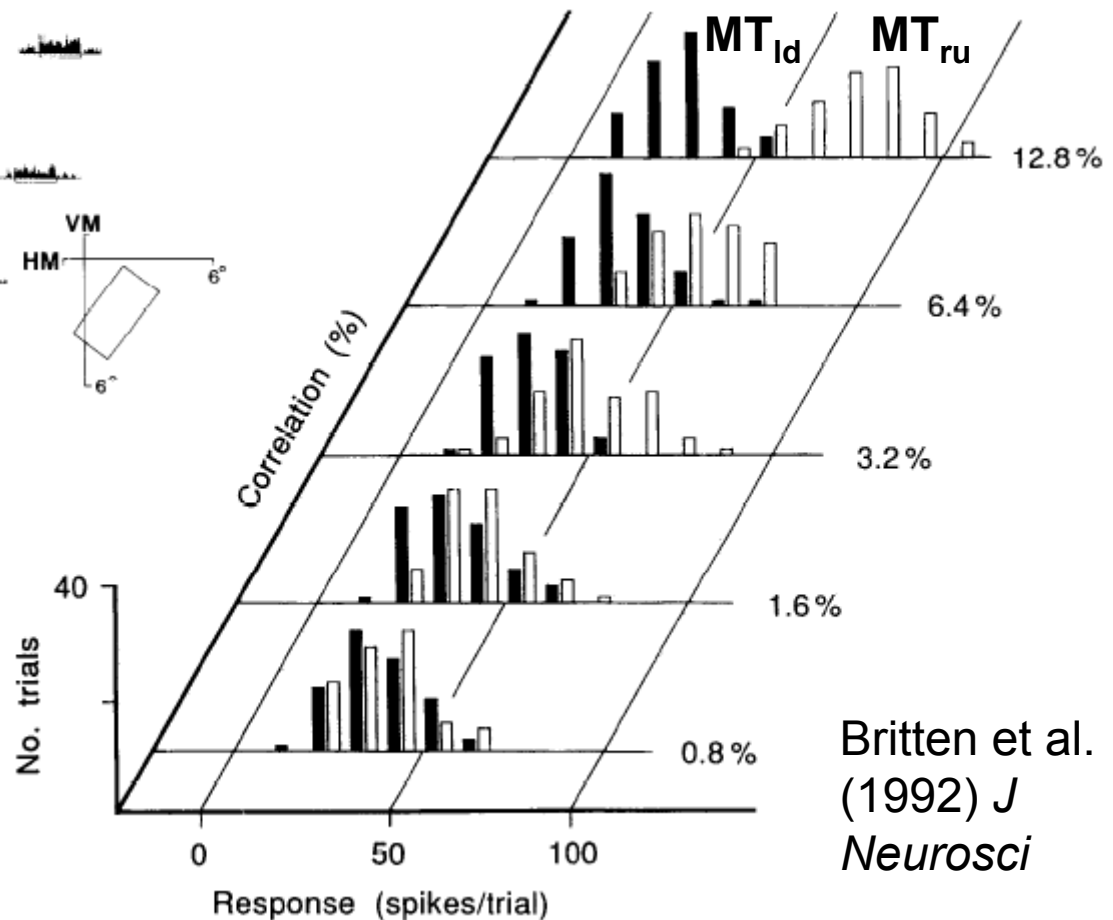 MT_ld MT_ru
12.8 %
VM
HM
6°
6.4 %
6°
Correlation (%)
3.2 %
40
1.6 %
No. trials
0.8 %
Britten et al.
(1992) J
Neurosci
0 50 100
Response (spikes/trial)